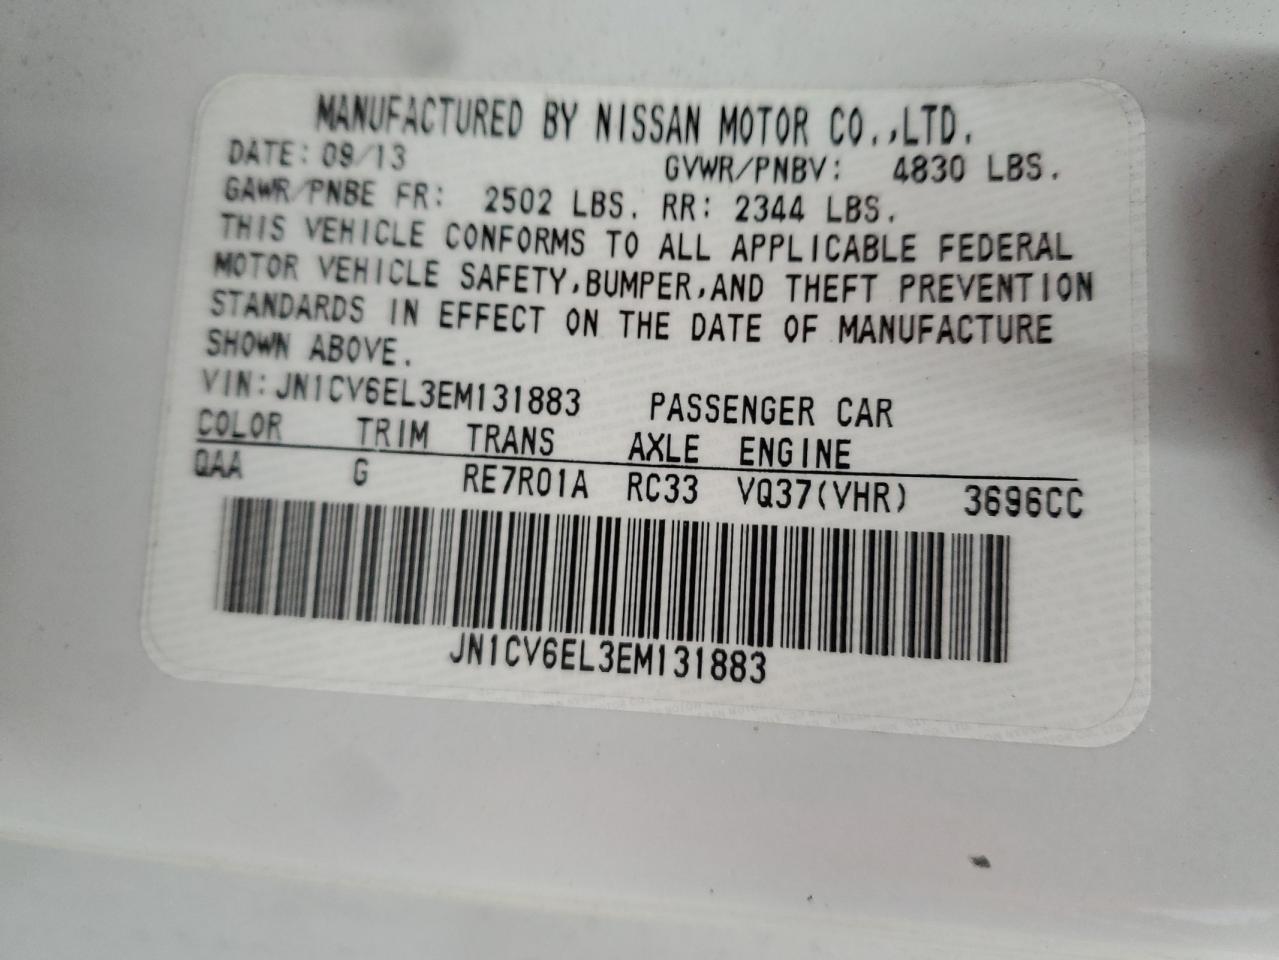 MANUFACTURED BY NISSAN MOTOR CO.,LTD.
DATE: 09/13 GVWR/PNBV: 4830 LBS.
GAWR/PNBE FR: 2502 LBS. RR: 2344 LBS.
THIS VEHICLE CONFORMS TO ALL APPLICABLE FEDERAL
MOTOR VEHICLE SAFETY,BUMPER,AND THEFT PREVENTION
STANDARDS IN EFFECT ON THE DATE OF MANUFACTURE
SHOWN ABOVE.
VIN: JN1CV6EL3EM131883 PASSENGER CAR
COLOR TRIM TRANS AXLE ENGINE
QAA G RE7R01A RC33 VQ37(VHR) 3696CC
JN1CV6EL3EM131883